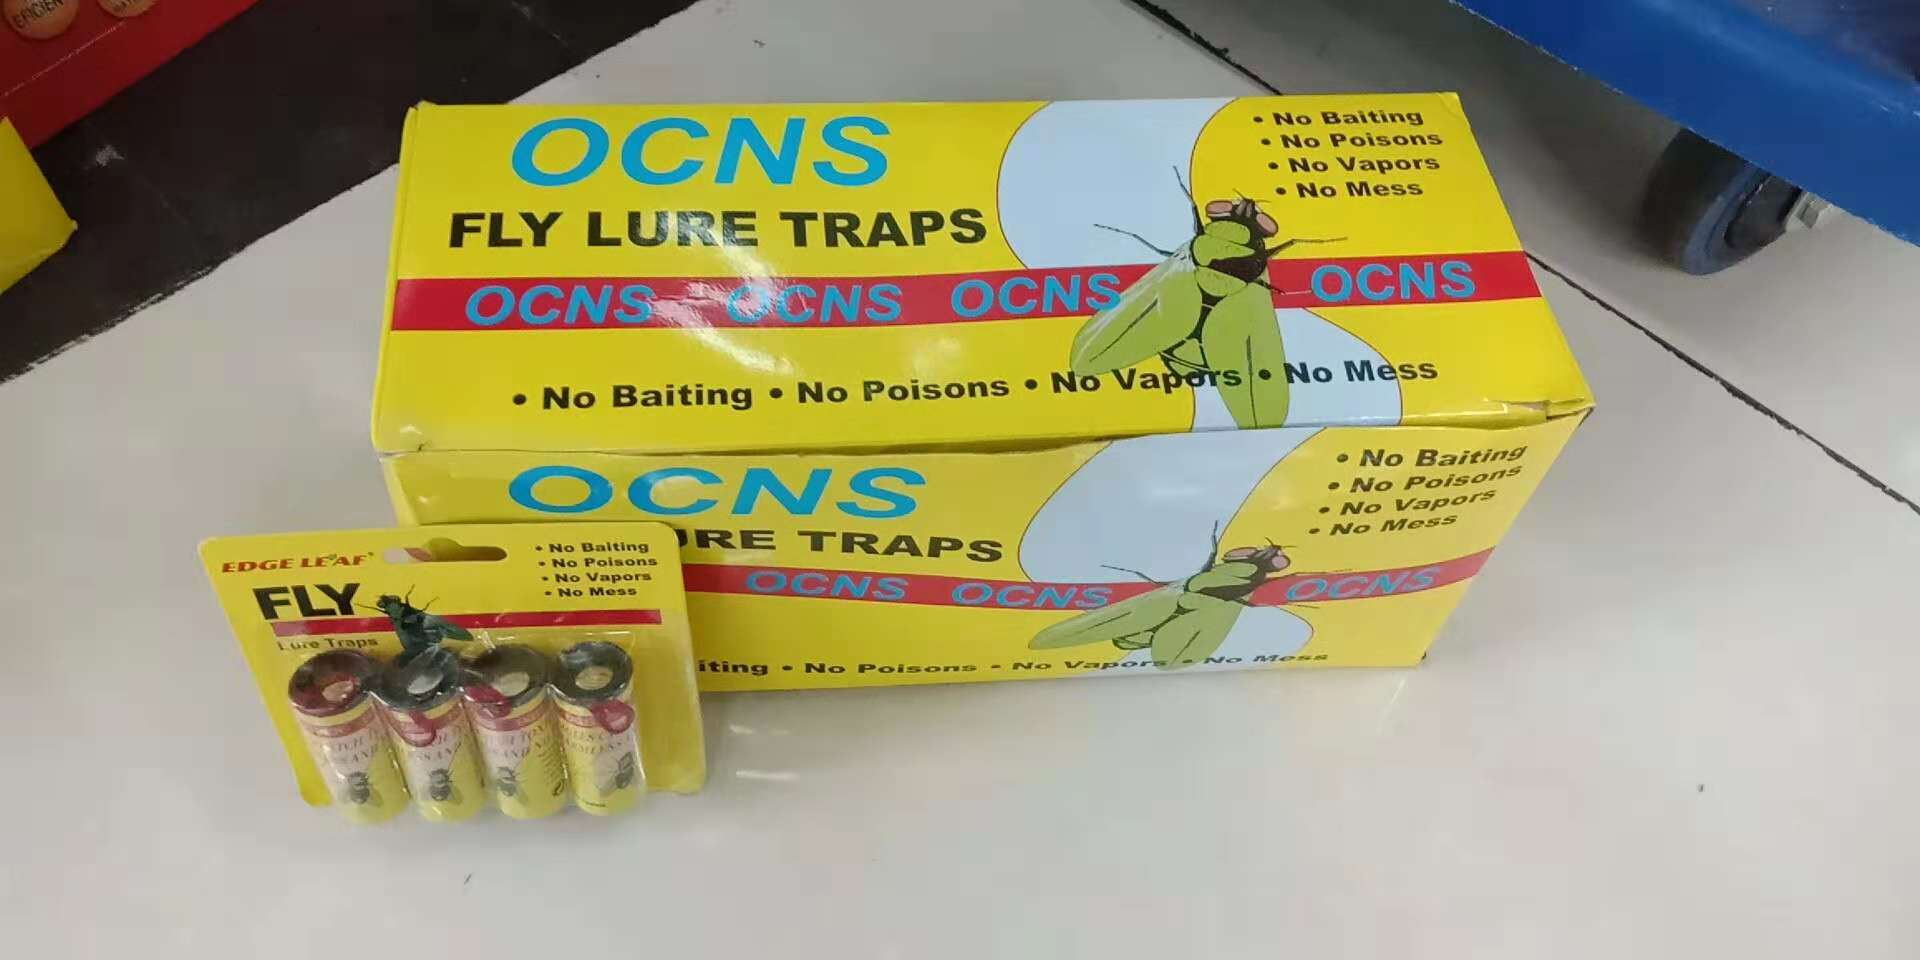 OCNS
FLY LURE TRAPS
• No Baiting
• No Poisons
• No Vapors
• No Mess
OCNS OCNS OCNS OCNS
• No Baiting • No Poisons • No Vapors • No Mess
OCNS
URE TRAPS
• No Baiting
• No Poisons
• No Vapors
• No Mess
OCNS OCNS OCNS
iting • No Poisons • No Vapors • No Mess
EDGE LEAF
FLY
Lure Traps
• No Baiting
• No Poisons
• No Vapors
• No Mess